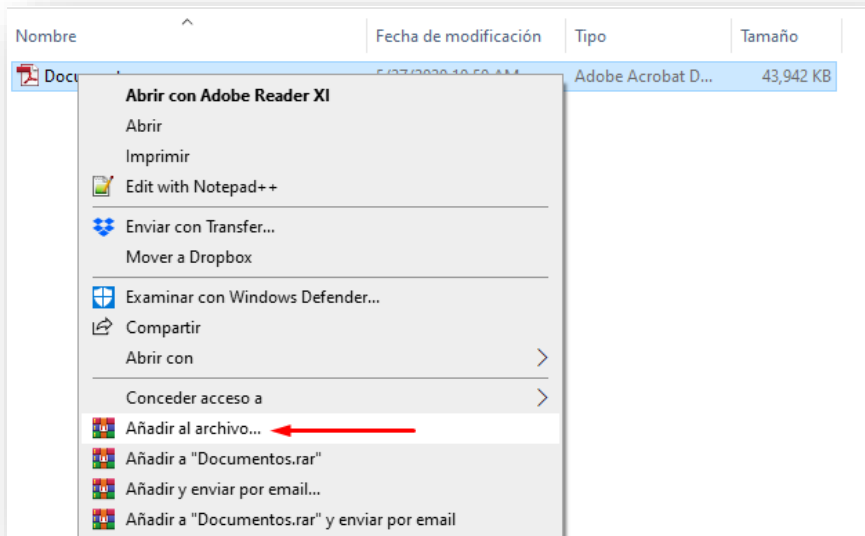 Nombre Fecha de modificación Tipo Tamaño
Adobe Acrobat D... 43,942 KB
Abrir con Adobe Reader XI
Abrir
Imprimir
Edit with Notepad++
Enviar con Transfer...
Mover a Dropbox
Examinar con Windows Defender...
Compartir
Abrir con
Conceder acceso a
Añadir al archivo...
Añadir a "Documentos.rar"
Añadir y enviar por email...
Añadir a "Documentos.rar" y enviar por email